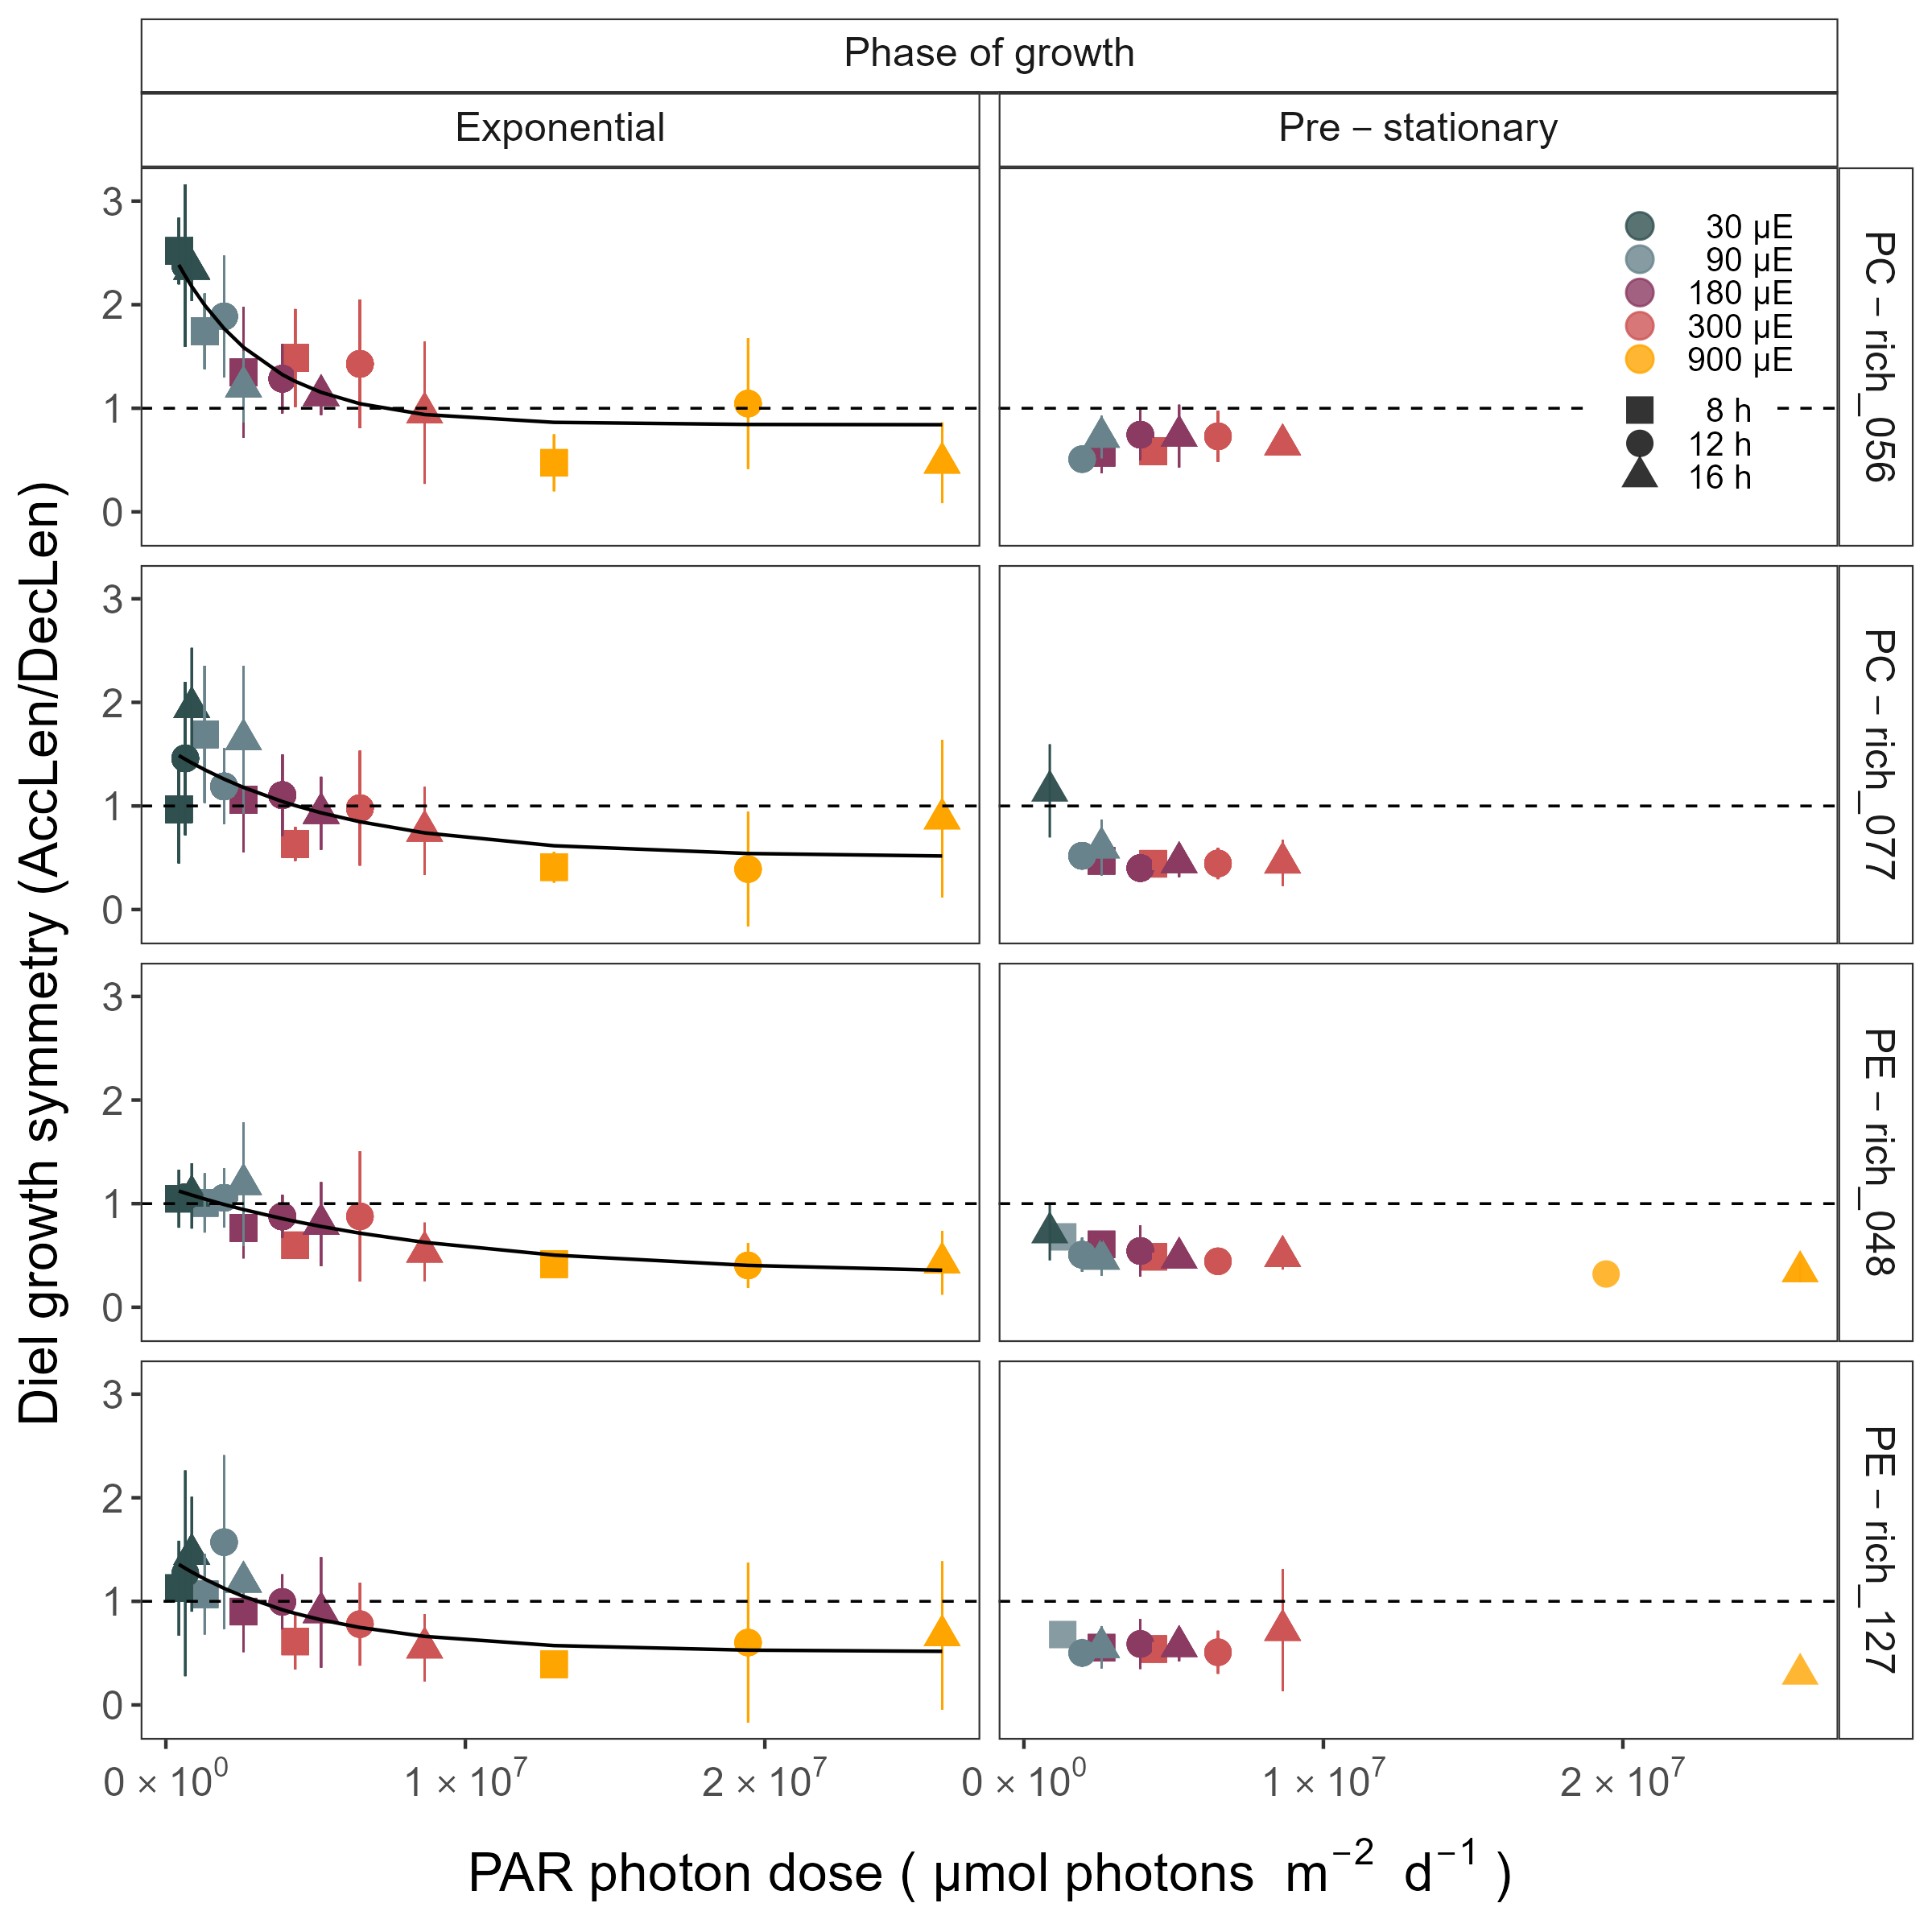 Phase of growth
Exponential
Pre − stationary
3
2
1
0
30 µE
90 µE
180 µE
300 µE
900 µE
8 h
12 h
16 h
PC − rich_056
3
2
1
0
PC − rich_077
3
2
1
0
PE − rich_048
3
2
1
0
PE − rich_127
Diel growth symmetry (AccLen/DecLen)
0 × 10⁰ 1 × 10⁷ 2 × 10⁷ 0 × 10⁰ 1 × 10⁷ 2 × 10⁷
PAR photon dose ( µmol photons m⁻² d⁻¹ )